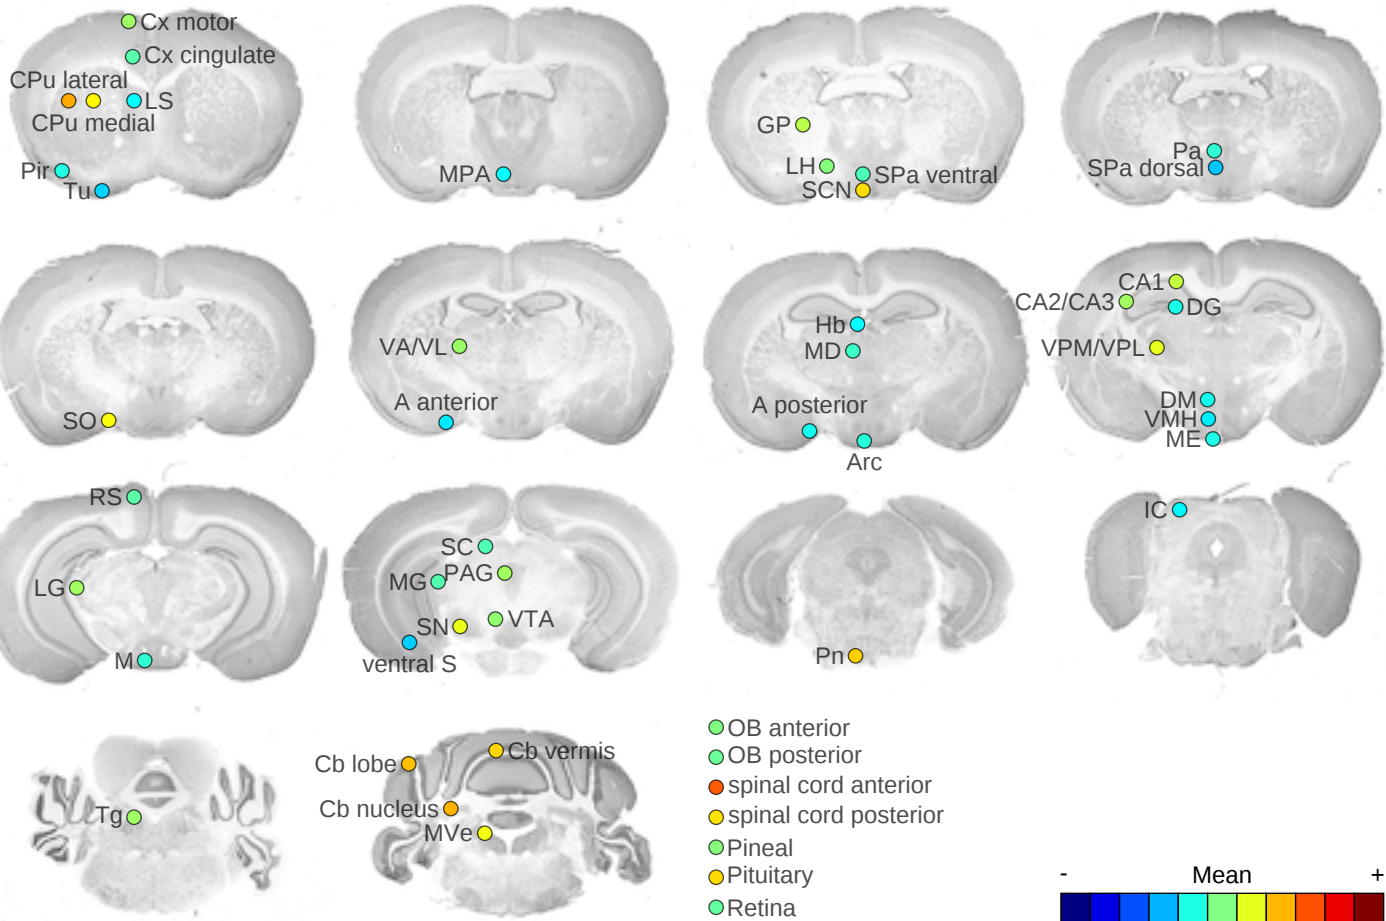 Cx motor
Cx cingulate
CPu lateral
LS
CPu medial
Pir
Tu
MPA
GP
LH
SPa ventral
SCN
Pa
SPa dorsal
SO
VA/VL
A anterior
Hb
MD
A posterior
Arc
CA1
CA2/CA3
DG
VPM/VPL
DM
VMH
ME
RS
LG
M
SC
PAG
MG
VTA
SN
ventral S
Pn
IC
Tg
Cb vermis
Cb lobe
Cb nucleus
MVe
OB anterior
OB posterior
spinal cord anterior
spinal cord posterior
Pineal
Pituitary
Retina
- Mean +